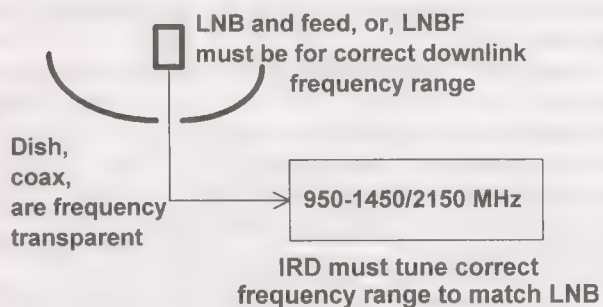 LNB and feed, or, LNBF
must be for correct downlink
frequency range
Dish,
coax,
are frequency
transparent
950-1450/2150 MHz
IRD must tune correct
frequency range to match LNB